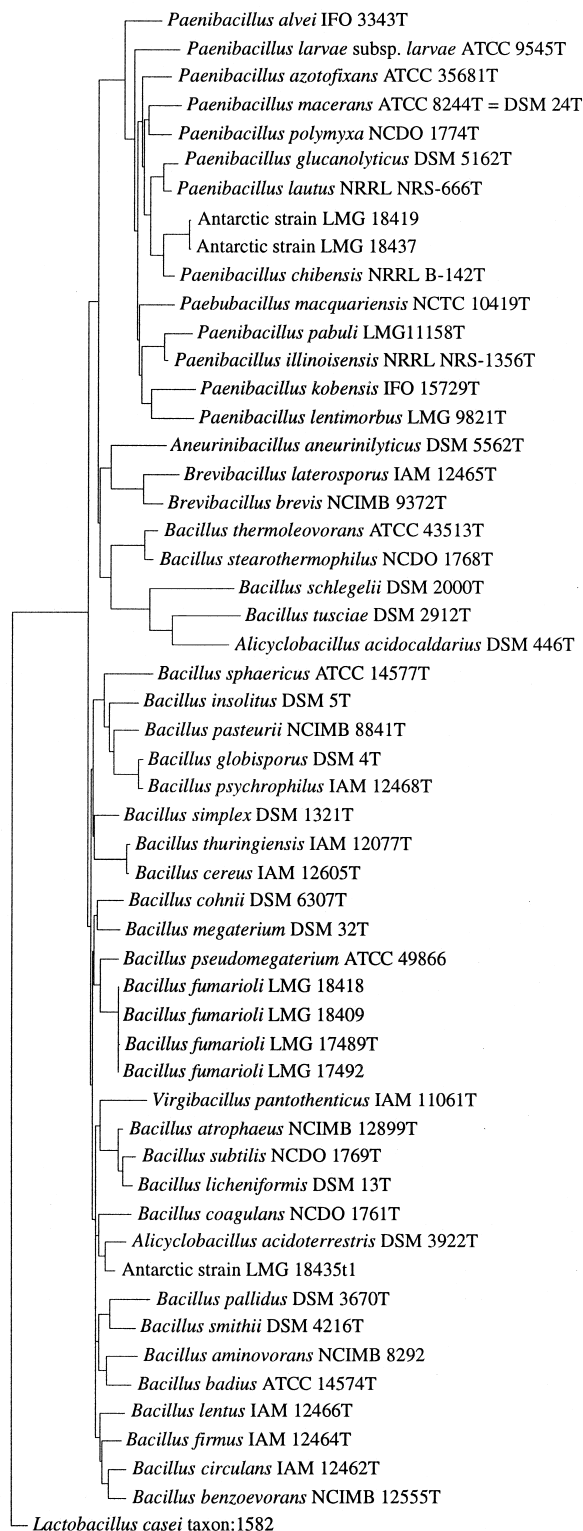 Paenibacillus alvei IFO 3343T
Paenibacillus larvae subsp. larvae ATCC 9545T
Paenibacillus azotofixans ATCC 35681T
Paenibacillus macerans ATCC 8244T = DSM 24T
Paenibacillus polymyxa NCDO 1774T
Paenibacillus glucanolyticus DSM 5162T
Paenibacillus lautus NRRL NRS-666T
Antarctic strain LMG 18419
Antarctic strain LMG 18437
Paenibacillus chibensis NRRL B-142T
Paebubacillus macquariensis NCTC 10419T
Paenibacillus pabuli LMG11158T
Paenibacillus illinoisensis NRRL NRS-1356T
Paenibacillus kobensis IFO 15729T
Paenibacillus lentimorbus LMG 9821T
Aneurinibacillus aneurinilyticus DSM 5562T
Brevibacillus laterosporus IAM 12465T
Brevibacillus brevis NCIMB 9372T
Bacillus thermoleovorans ATCC 43513T
Bacillus stearothermophilus NCDO 1768T
Bacillus schlegelii DSM 2000T
Bacillus tusciae DSM 2912T
Alicyclobacillus acidocaldarius DSM 446T
Bacillus sphaericus ATCC 14577T
Bacillus insolitus DSM 5T
Bacillus pasteurii NCIMB 8841T
Bacillus globisporus DSM 4T
Bacillus psychrophilus IAM 12468T
Bacillus simplex DSM 1321T
Bacillus thuringiensis IAM 12077T
Bacillus cereus IAM 12605T
Bacillus cohnii DSM 6307T
Bacillus megaterium DSM 32T
Bacillus pseudomegaterium ATCC 49866
Bacillus fumarioli LMG 18418
Bacillus fumarioli LMG 18409
Bacillus fumarioli LMG 17489T
Bacillus fumarioli LMG 17492
Virgibacillus pantothenticus IAM 11061T
Bacillus atrophaeus NCIMB 12899T
Bacillus subtilis NCDO 1769T
Bacillus licheniformis DSM 13T
Bacillus coagulans NCDO 1761T
Alicyclobacillus acidoterrestris DSM 3922T
Antarctic strain LMG 18435t1
Bacillus pallidus DSM 3670T
Bacillus smithii DSM 4216T
Bacillus aminovorans NCIMB 8292
Bacillus badius ATCC 14574T
Bacillus lentus IAM 12466T
Bacillus firmus IAM 12464T
Bacillus circulans IAM 12462T
Bacillus benzoevorans NCIMB 12555T
Lactobacillus casei taxon:1582